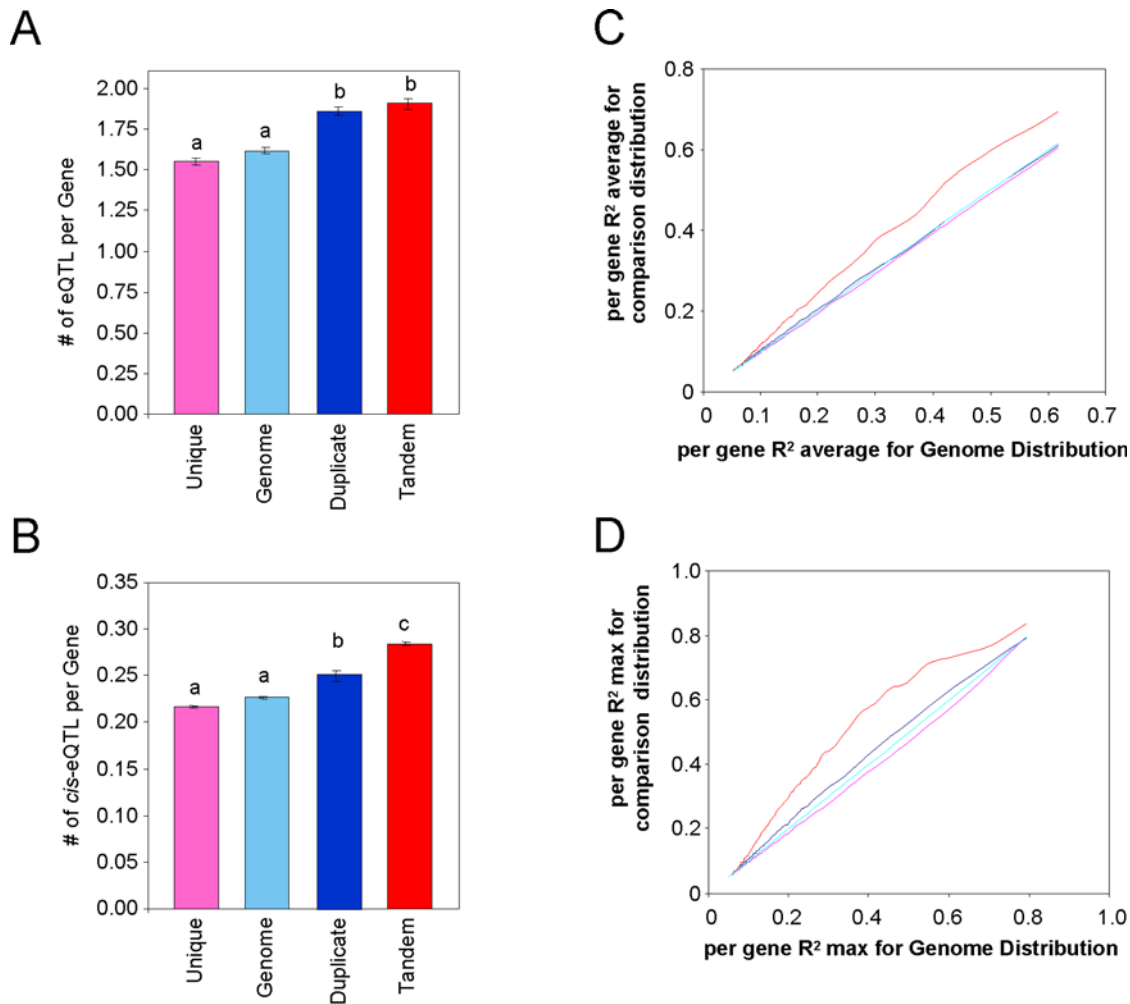 A
# of eQTL per Gene
2.00
1.75
1.50
1.25
1.00
0.75
0.50
0.25
0.00
a
a
b
b
Unique
Genome
Duplicate
Tandem
B
# of cis-eQTL per Gene
0.35
0.30
0.25
0.20
0.15
0.10
0.05
0.00
a
a
b
c
Unique
Genome
Duplicate
Tandem
C
per gene R² average for
comparison distribution
0.8
0.6
0.4
0.2
0
0
0.1
0.2
0.3
0.4
0.5
0.6
0.7
per gene R² average for Genome Distribution
D
per gene R² max for
comparison distribution
1.0
0.8
0.6
0.4
0.2
0
0
0.2
0.4
0.6
0.8
1.0
per gene R² max for Genome Distribution